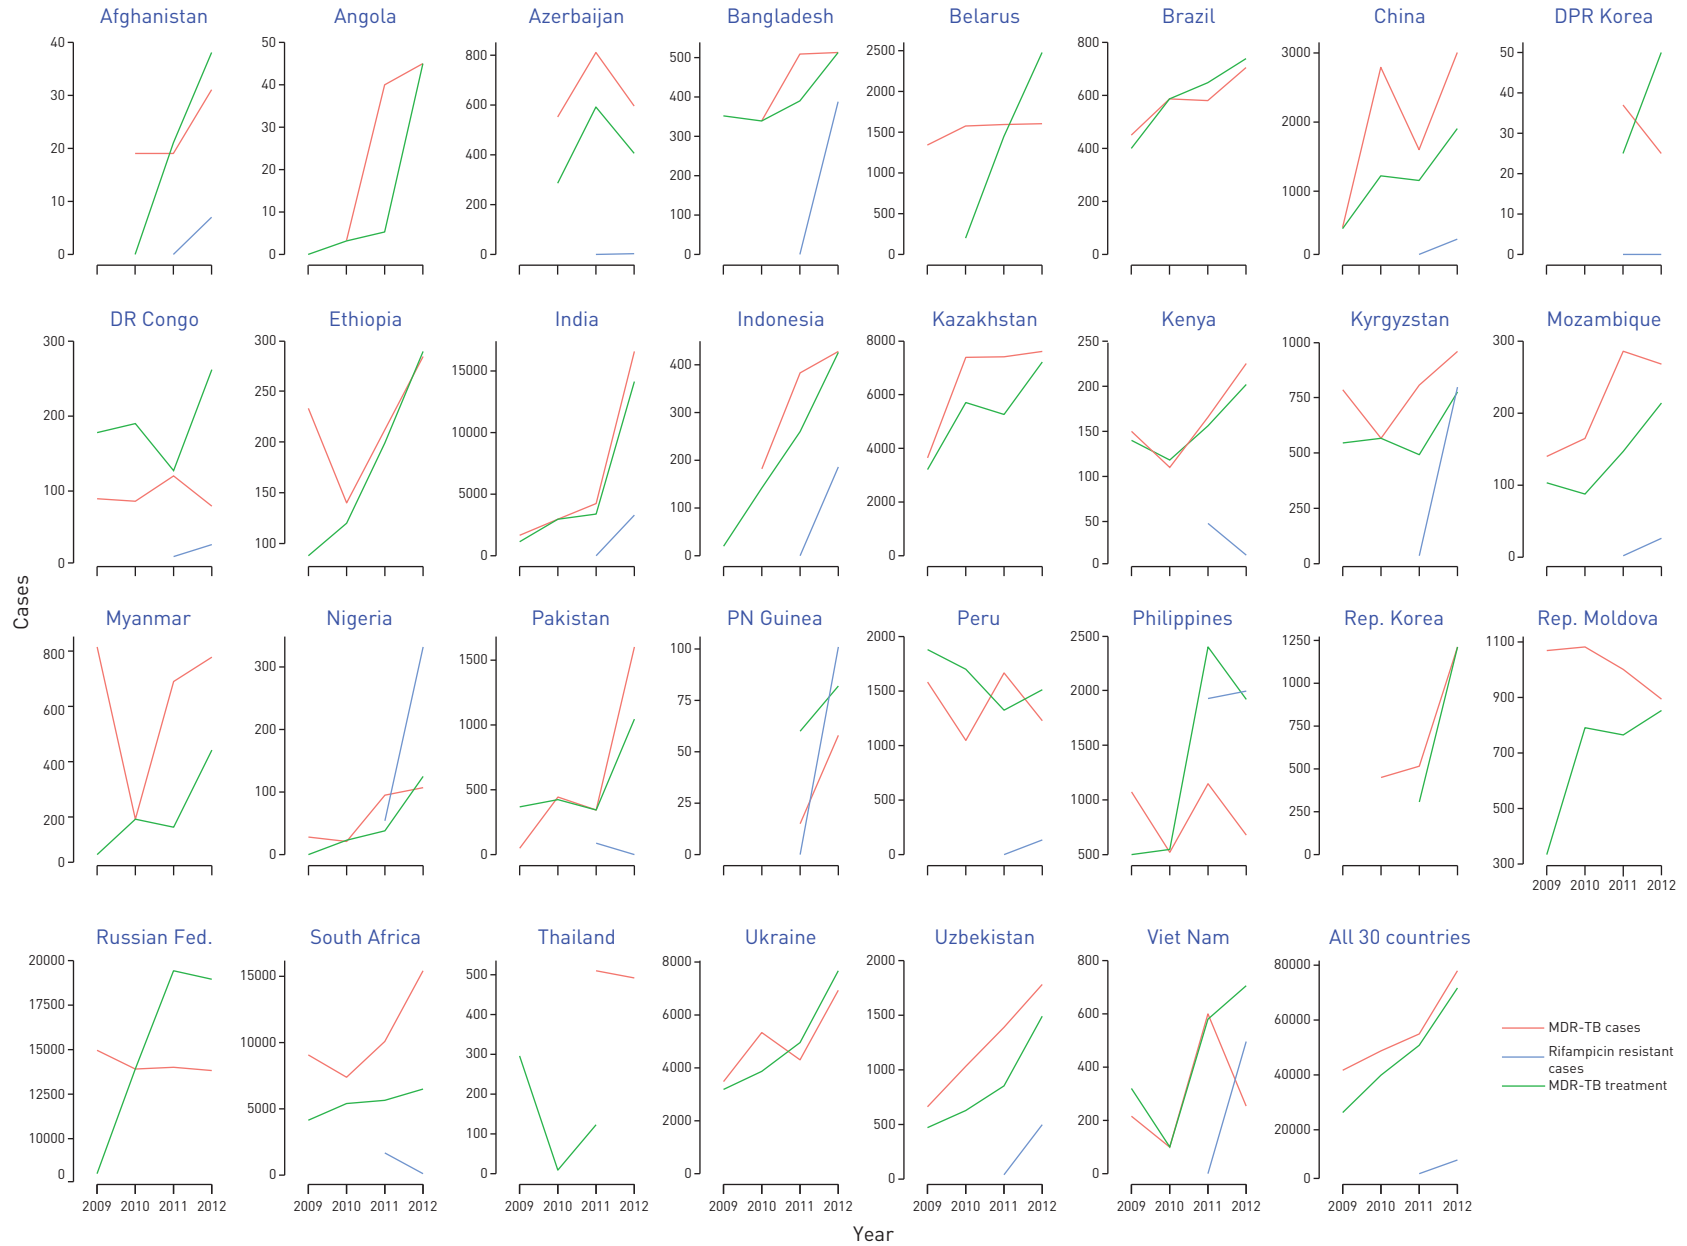 Afghanistan Angola Azerbaijan Bangladesh Belarus Brazil China DPR Korea
40 50 800 500 2500 800 3000 50
30 40 600 400 2000 600 2000 40
20 30 400 300 1500 400 1000 30
10 20 200 200 1000 200 0 20
0 10 0 100 500 0 10
0 0 0 0
DR Congo Ethiopia India Indonesia Kazakhstan Kenya Kyrgyzstan Mozambique
300 300 15000 400 8000 250 1000 300
200 250 10000 300 6000 200 750 200
100 200 5000 200 4000 150 500 100
0 150 0 100 2000 100 250 0
100 0 0 50 0
0
Cases
Myanmar Nigeria Pakistan PN Guinea Peru Philippines Rep. Korea Rep. Moldova
800 300 1500 100 2000 2500 1250 1100
600 200 1000 75 1500 2000 1000 900
400 100 500 50 1000 1500 750 700
200 0 0 25 500 1000 500 500
0 0 0 500 250 300
0
2009 2010 2011 2012
Russian Fed. South Africa Thailand Ukraine Uzbekistan Viet Nam All 30 countries
20000 15000 500 8000 2000 800 80000
17500 10000 400 6000 1500 600 60000
15000 5000 300 4000 1000 400 40000
12500 0 200 2000 500 200 20000
10000 100 0 0 0 0
0 0
MDR-TB cases
Rifampicin resistant
cases
MDR-TB treatment
2009 2010 2011 2012 2009 2010 2011 2012 2009 2010 2011 2012 2009 2010 2011 2012 2009 2010 2011 2012 2009 2010 2011 2012 2009 2010 2011 2012
Year